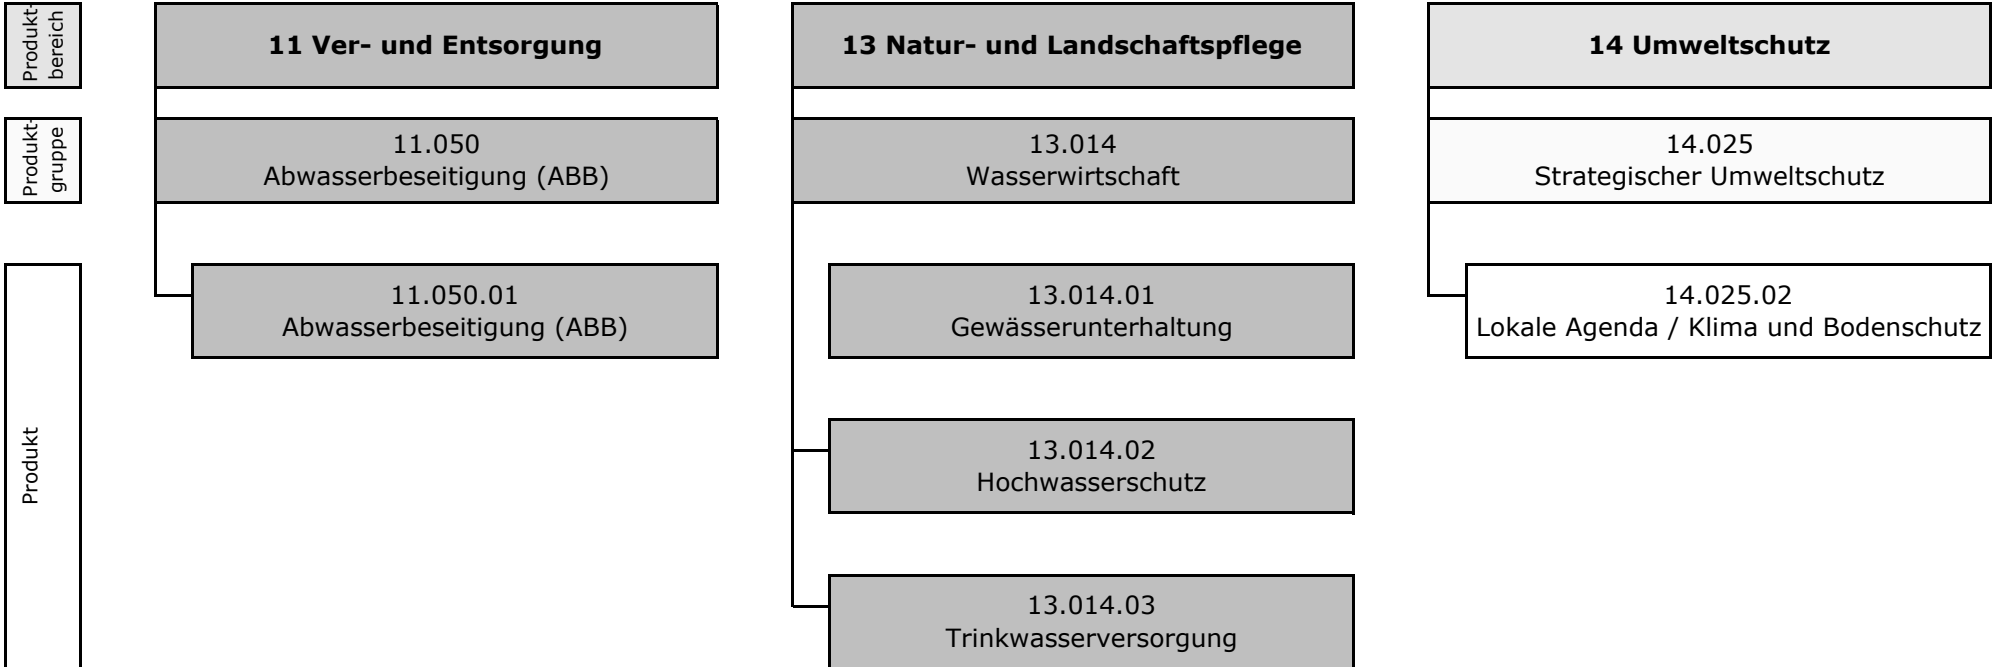 Produkt-
bereich
11 Ver- und Entsorgung
13 Natur- und Landschaftspflege
14 Umweltschutz
Produkt-
gruppe
11.050
Abwasserbeseitigung (ABB)
13.014
Wasserwirtschaft
14.025
Strategischer Umweltschutz
Produkt
11.050.01
Abwasserbeseitigung (ABB)
13.014.01
Gewässerunterhaltung
14.025.02
Lokale Agenda / Klima und Bodenschutz
13.014.02
Hochwasserschutz
13.014.03
Trinkwasserversorgung